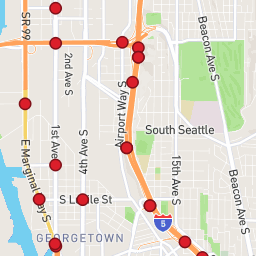 SR 99
2nd Ave S
Airport Way S
Beacon Ave S
South Seattle
1st Ave S
4th Ave S
15th Ave S
E Marginal Way S
Beacon Ave S
S Lucile St
5
GEORGETOWN